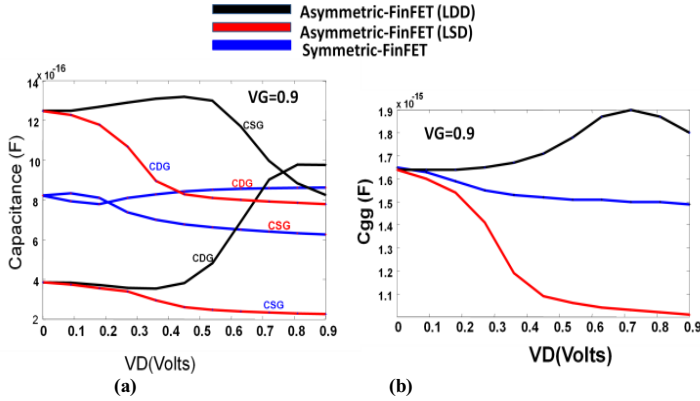 Asymmetric-FinFET (LDD)
Asymmetric-FinFET (LSD)
Symmetric-FinFET
x 10⁻¹⁶
14
12
10
8
6
4
2
Capacitance (F)
VG=0.9
CSG
CDG
CDG
CSG
CDG
CSG
0 0.1 0.2 0.3 0.4 0.5 0.6 0.7 0.8 0.9
VD(Volts)
(a)
x 10⁻¹⁵
1.9
1.8
1.7
1.6
1.5
1.4
1.3
1.2
1.1
Cgg (F)
VG=0.9
0 0.1 0.2 0.3 0.4 0.5 0.6 0.7 0.8 0.9
VD(Volts)
(b)